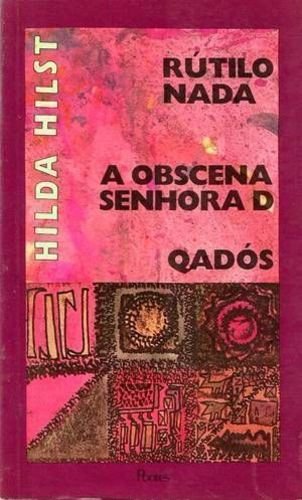 HILDA HILST
RÚTILO
NADA
A OBSCENA
SENHORA D
QADÓS
Pontes